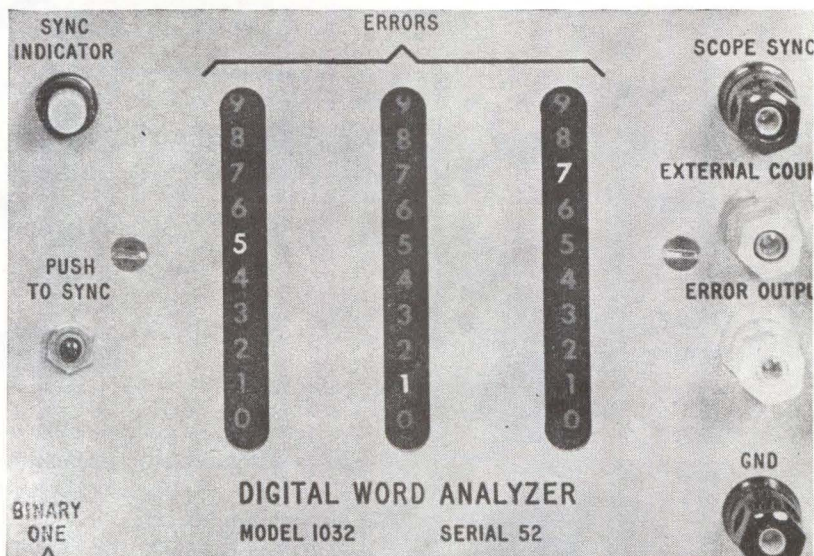 SYNC
INDICATOR
ERRORS
SCOPE SYNC
9 9 9
8 8 8
7 7 7
EXTERNAL COUN
6 6 6
5 5 5
PUSH
TO SYNC
4 4 4
ERROR OUTPU
3 3 3
2 2 2
1 1 1
0 0 0
GND
DIGITAL WORD ANALYZER
BINARY
ONE
MODEL 1032 SERIAL 52